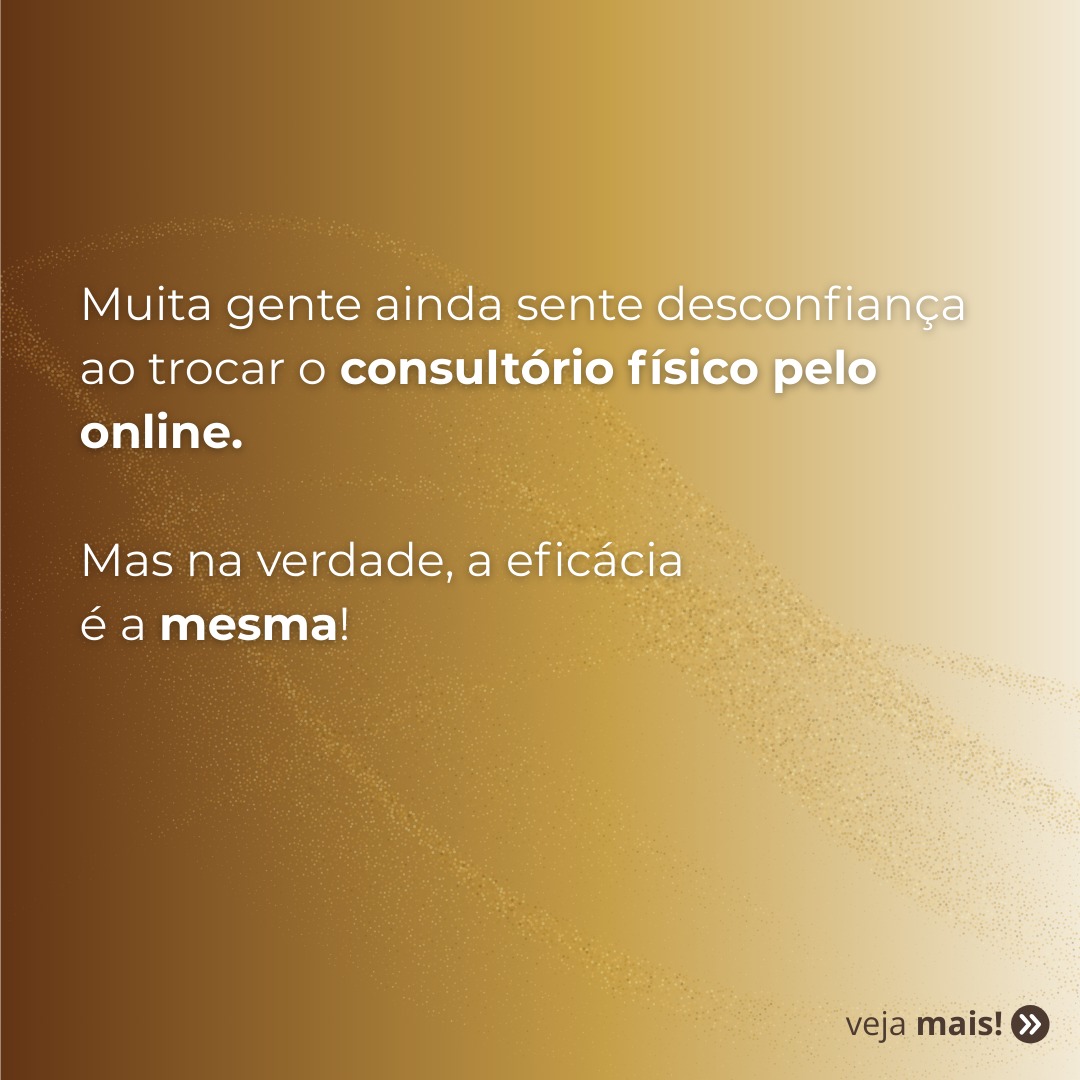 Muita gente ainda sente desconfiança
ao trocar o consultório físico pelo
online.
Mas na verdade, a eficácia
é a mesma!
veja mais!